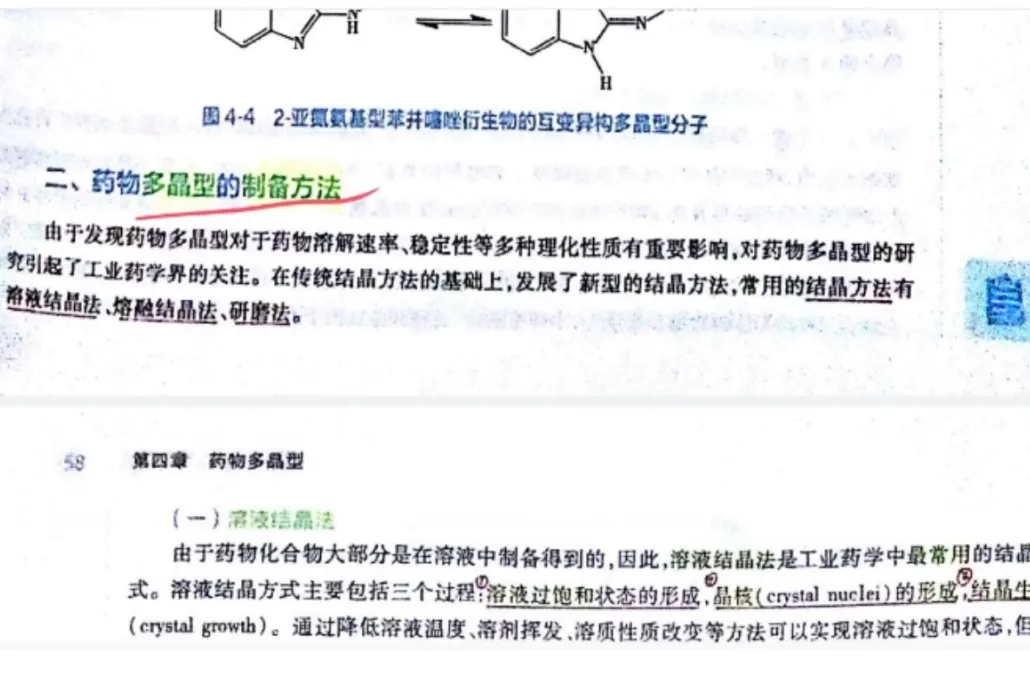 N
N
H
N
N
H
图4-4 2-亚氮氨基型苯并噻唑衍生物的互变异构多晶型分子
二、药物多晶型的制备方法
由于发现药物多晶型对于药物溶解速率、稳定性等多种理化性质有重要影响,对药物多晶型的研
究引起了工业药学界的关注。在传统结晶方法的基础上,发展了新型的结晶方法,常用的结晶方法有
溶液结晶法、熔融结晶法、研磨法。
58 第四章 药物多晶型
(一)溶液结晶法
由于药物化合物大部分是在溶液中制备得到的,因此,溶液结晶法是工业药学中最常用的结晶
式。溶液结晶方式主要包括三个过程:①溶液过饱和状态的形成,②晶核(crystal nuclei)的形成,③结晶生
(crystal growth)。通过降低溶液温度、溶剂挥发、溶质性质改变等方法可以实现溶液过饱和状态,但